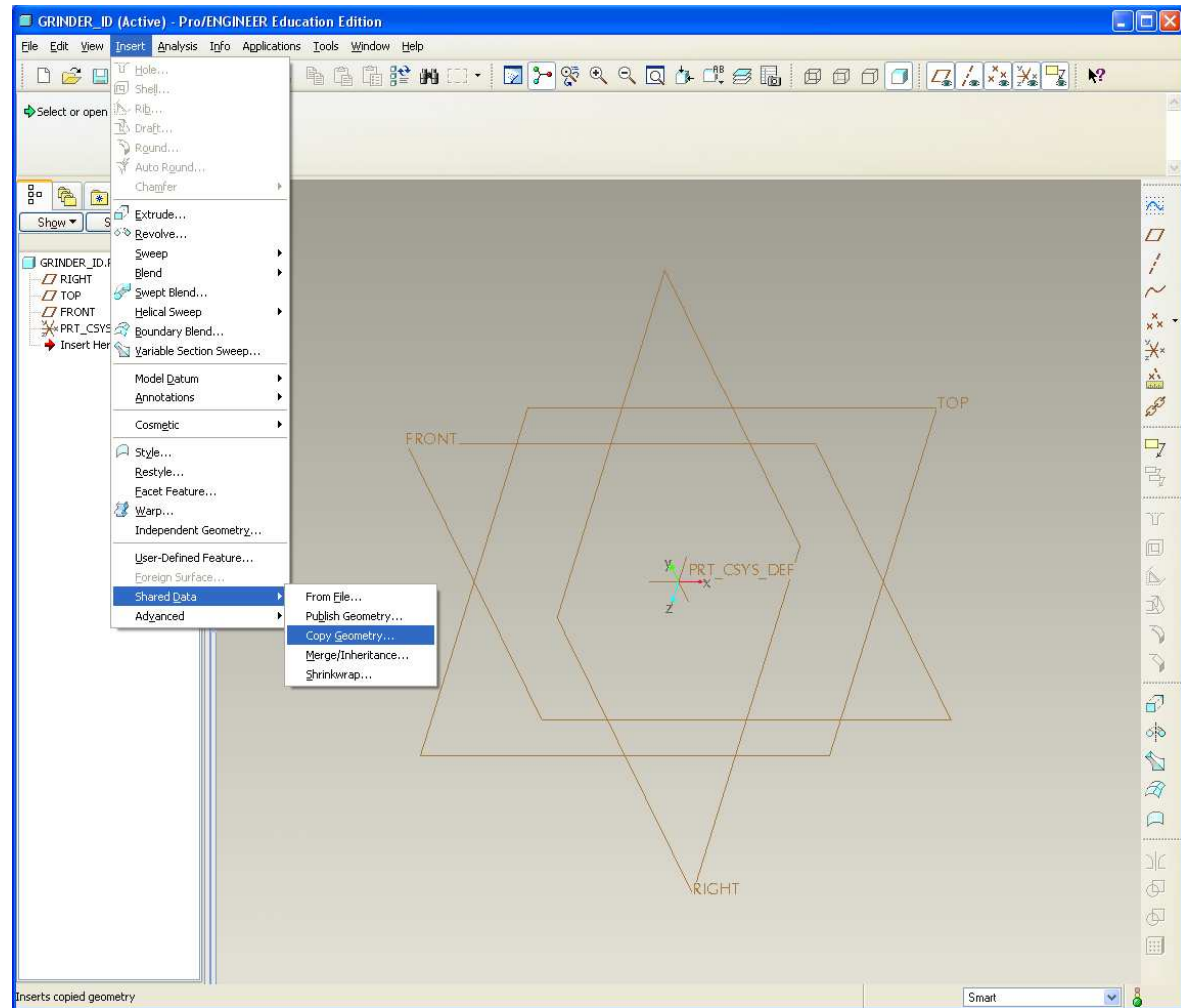 GRINDER_ID (Active) - Pro/ENGINEER Education Edition
File Edit View Insert Analysis Info Applications Tools Window Help
Select or open
Hole...
Shell...
Rib...
Draft...
Round...
Auto Round...
Chamfer
Extrude...
Revolve...
Sweep
Blend
Swept Blend...
Helical Sweep
Boundary Blend...
Variable Section Sweep...
Model Datum
Annotations
Cosmetic
Style...
Restyle...
Facet Feature...
Warp...
Independent Geometry...
User-Defined Feature...
Foreign Surface...
Shared Data
Advanced
From File...
Publish Geometry...
Copy Geometry...
Merge/Inheritance...
Shrinkwrap...
Show
S
GRINDER_ID.P
RIGHT
TOP
FRONT
PRT_CSYS
Insert Her
TOP
FRONT
PRT_CSYS_DEF
y
x
z
RIGHT
Inserts copied geometry
Smart